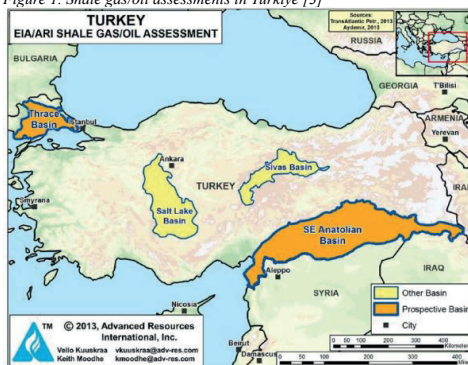 Figure 1. Shale gas/oil assessments in Türkiye [5]
TURKEY
EIA/ARI SHALE GAS/OIL ASSESSMENT
Sources:
TransAtlantic Petr., 2013
Aydemir, 2013
BULGARIA
RUSSIA
GEORGIA
T'Bilisi
ARMENIA
Yerevan
Thrace
Basin
Istanbul
Ankara
Sivas Basin
TURKEY
IRAN
Smyrana
Salt Lake
Basin
SE Anatolian
Basin
Aleppo
IRAQ
SYRIA
Nicosia
Beirut
Damascus
Other Basin
Prospective Basin
City
TM
© 2013, Advanced Resources
International, Inc.
Vello Kuuskraa vkuuskraa@adv-res.com
Keith Moodhe kmoodhe@adv-res.com
0 100 200 300 400
Kilometers
0 100 200 300 400
Miles